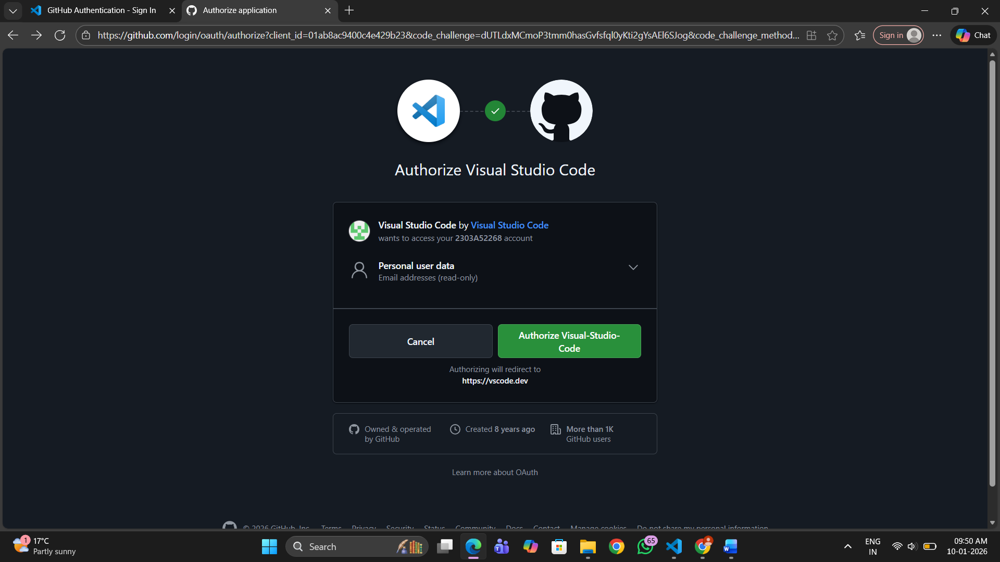 GitHub Authentication - Sign In
Authorize application
https://github.com/login/oauth/authorize?client_id=01ab8ac9400c4e429b23&code_challenge=dUTLdxMCmoP3tmm0hasGvfsfql0yKti2gYsAEl6SJog&code_challenge_method...
Sign in
Chat
Authorize Visual Studio Code
Visual Studio Code by Visual Studio Code
wants to access your 2303A52268 account
Personal user data
Email addresses (read-only)
Cancel
Authorize Visual-Studio-
Code
Authorizing will redirect to
https://vscode.dev
Owned & operated
by GitHub
Created 8 years ago
More than 1K
GitHub users
Learn more about OAuth
© 2026 GitHub, Inc. Terms Privacy Security Status Community Docs Contact Manage cookies Do not share my personal information
1
17°C
Partly sunny
Search
65
ENG
IN
09:50 AM
10-01-2026